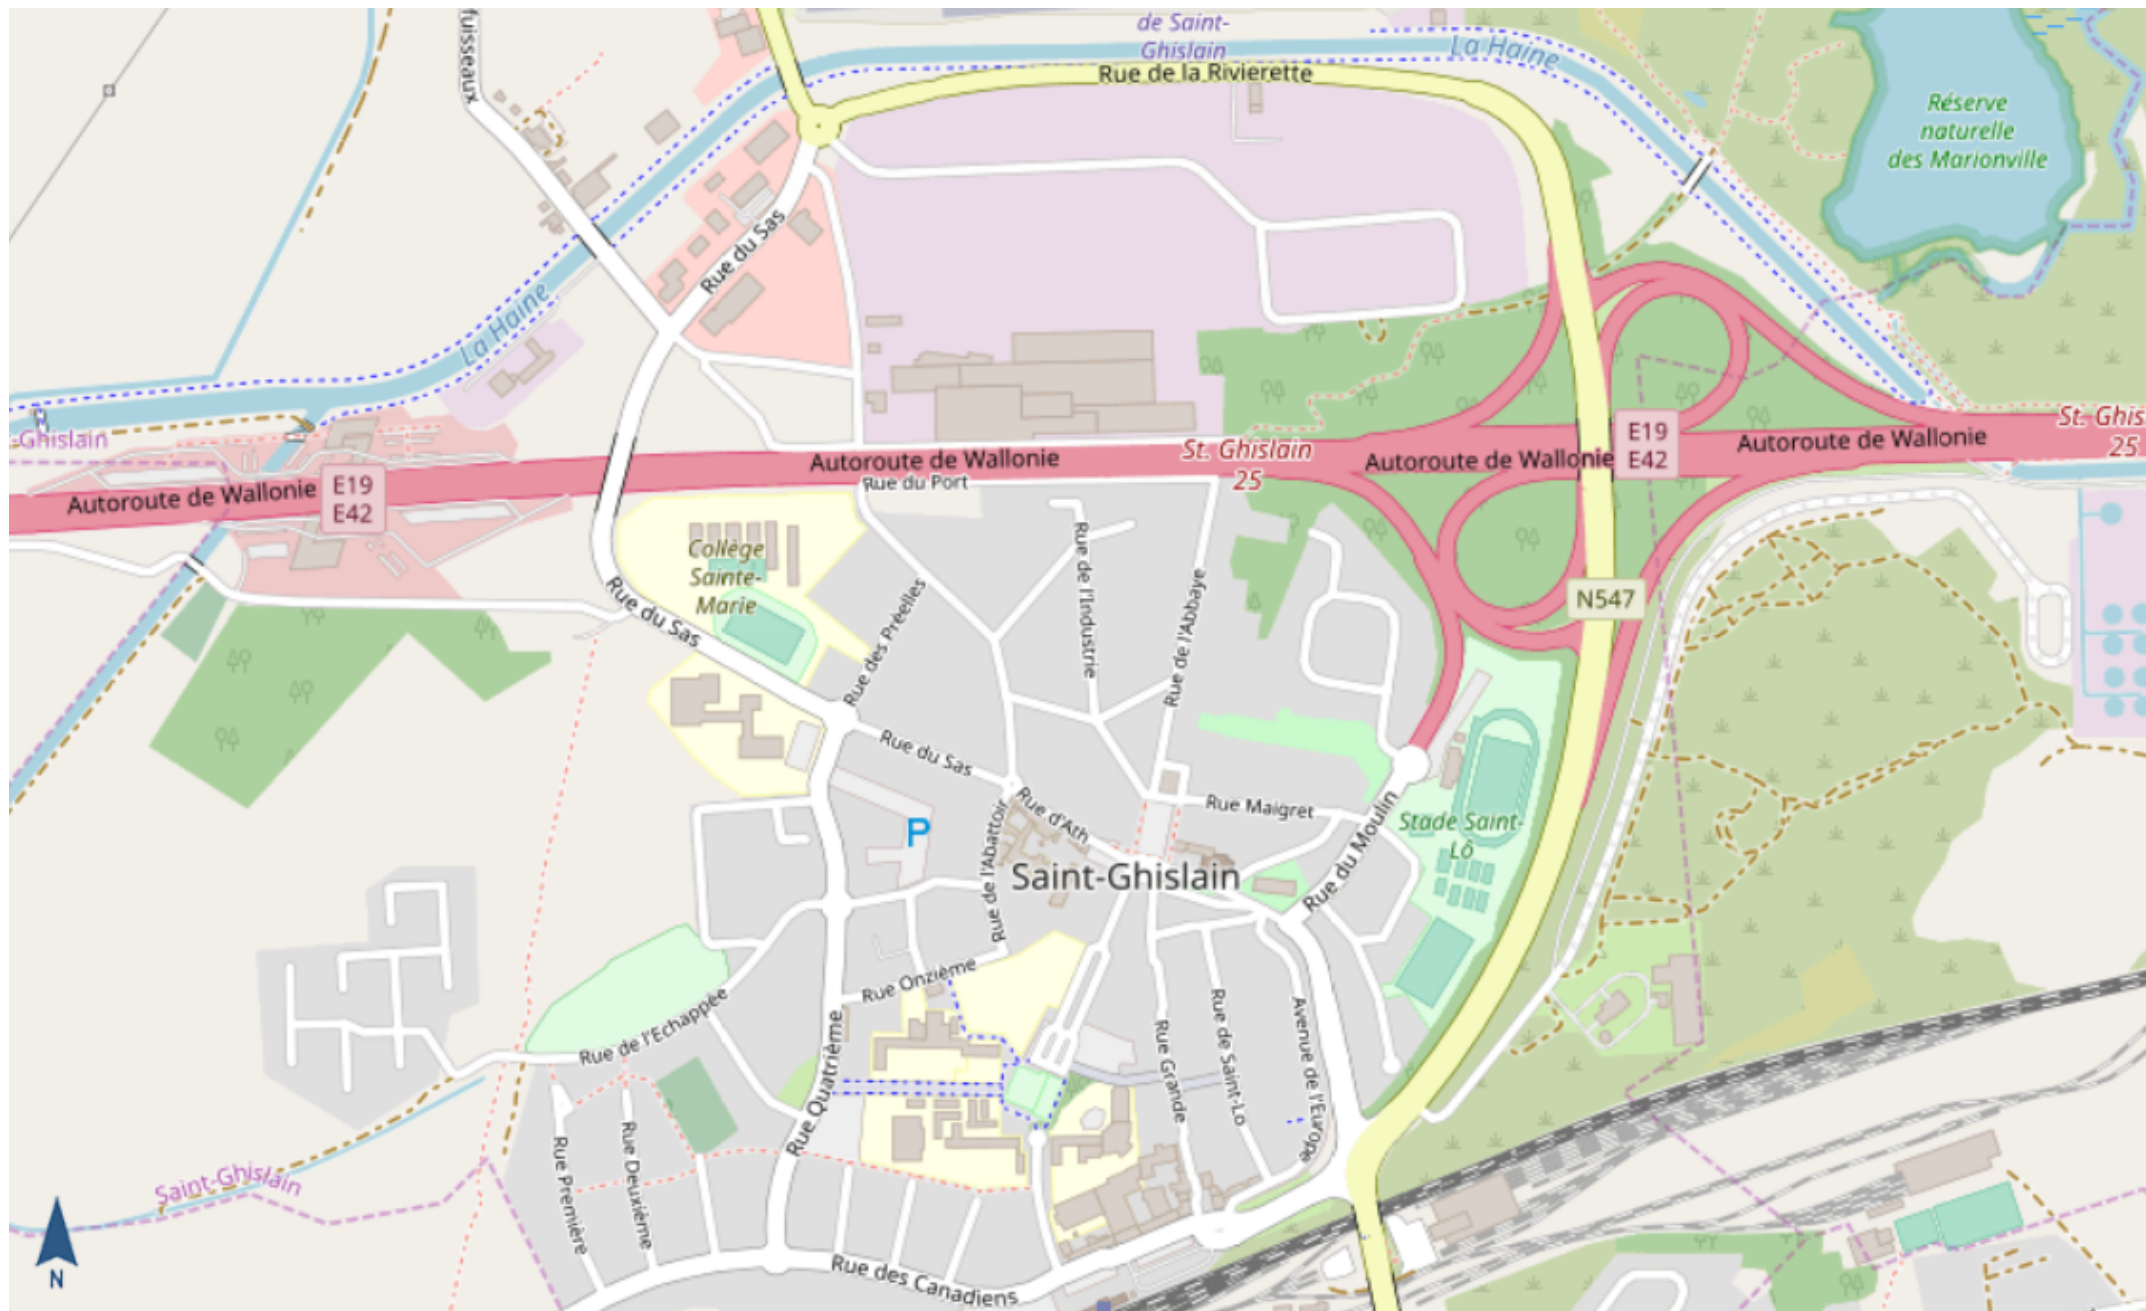 de Saint-
Ghislain
La Haine
Rue de la Rivierette
Réserve
naturelle
des Marionville
Rue du Sas
La Haine
-Ghislain
St. Ghislain
25
St. Ghis
25
Autoroute de Wallonie
E19
E42
Autoroute de Wallonie
Autoroute de Wallonie
E19
E42
Autoroute de Wallonie
Rue du Port
Collège
Sainte-
Marie
Rue du Sas
Rue des Préelles
Rue de l'Industrie
Rue de l'Abbaye
N547
Rue du Sas
Rue d'Ath
Rue Maigret
Rue du Moulin
Stade Saint-
Lô
P
Rue de l'Abattoir
Saint-Ghislain
Rue Onzième
Rue de l'Echappée
Rue Quatrième
Rue Grande
Rue de Saint-Lo
Avenue de l'Europe
Rue Première
Rue Deuxième
Saint-Ghislain
Rue des Canadiens
N